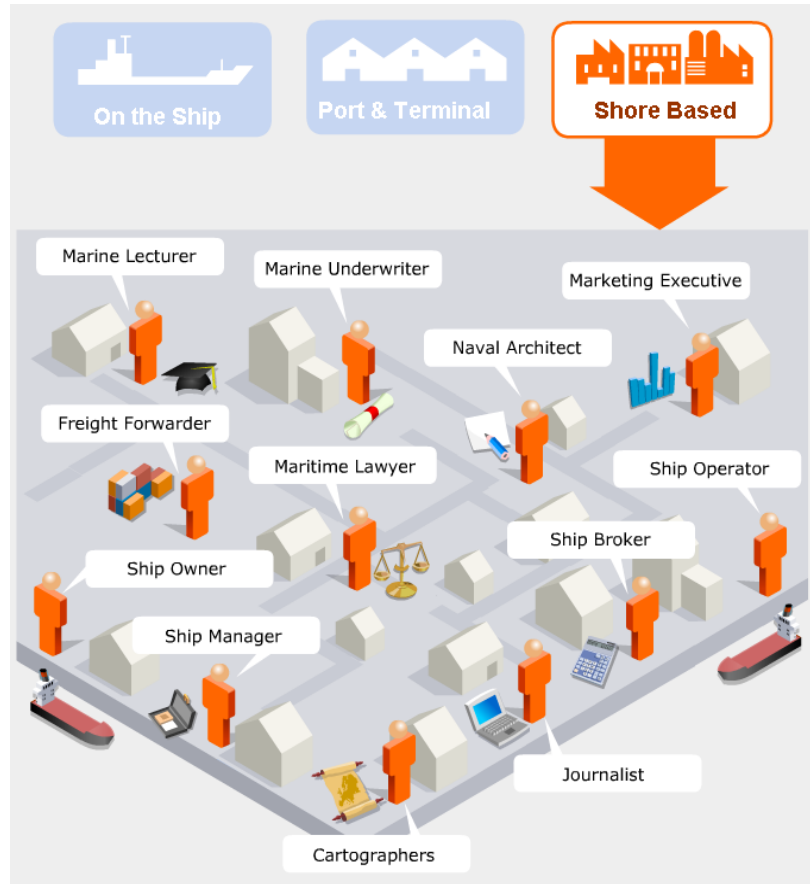 On the Ship
Port & Terminal
Shore Based
Marine Lecturer
Marine Underwriter
Marketing Executive
Naval Architect
Freight Forwarder
Maritime Lawyer
Ship Operator
Ship Broker
Ship Owner
Ship Manager
Journalist
Cartographers